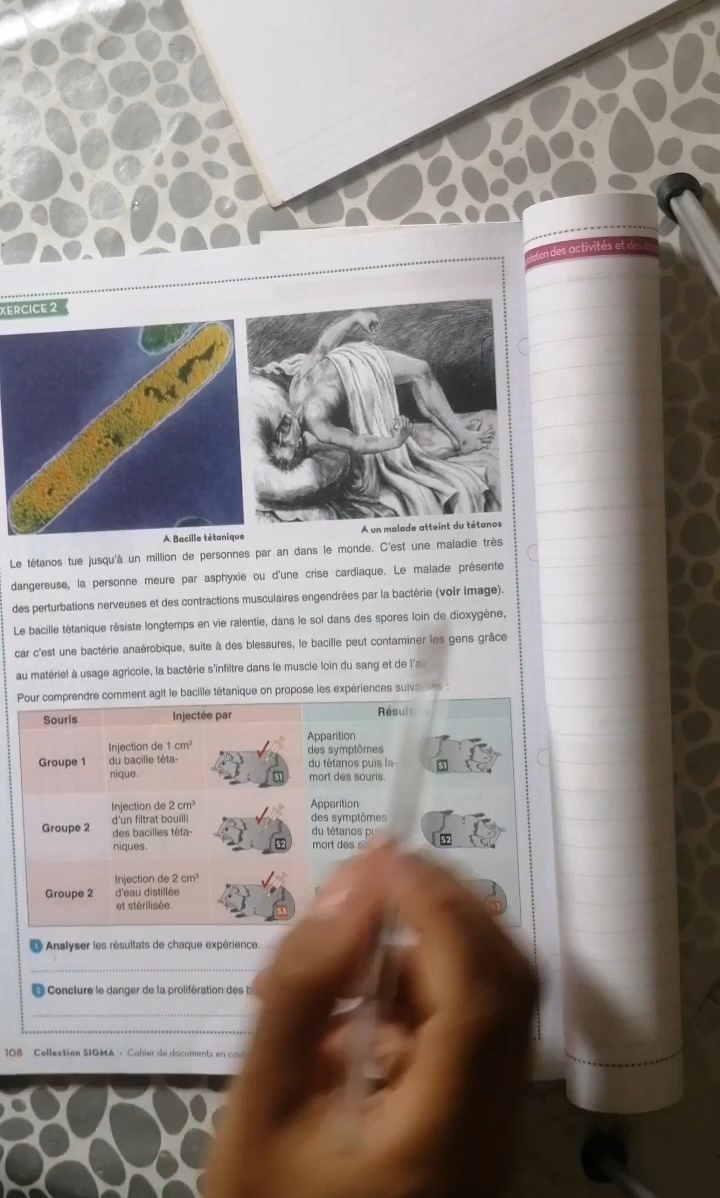 ation des activités et des
XERCICE 2
A Bacille tétanique
A un malade atteint du tétanos
Le tétanos tue jusqu'à un million de personnes par an dans le monde. C'est une maladie très
dangereuse, la personne meure par asphyxie ou d'une crise cardiaque. Le malade présente
des perturbations nerveuses et des contractions musculaires engendrées par la bactérie (voir image).
Le bacille tétanique résiste longtemps en vie ralentie, dans le sol dans des spores loin de dioxygène,
car c'est une bactérie anaérobique, suite à des blessures, le bacille peut contaminer les gens grâce
au matériel à usage agricole, la bactérie s'infiltre dans le muscle loin du sang et de l'air
Pour comprendre comment agit le bacille tétanique on propose les expériences
Souris
Injectée par
Résult
Groupe 1
Injection de 1 cm³
du bacille téta-
nique.
S1
Apparition
des symptômes
du tétanos puis la
mort des souris.
S1
Groupe 2
Injection de 2 cm³
d'un filtrat bouilli
des bacilles téta-
niques.
S2
Apparition
des symptômes
du tétanos
mort des
S2
Groupe 2
Injection de 2 cm³
d'eau distillée
et stérilisée.
S3
S3
1 Analyser les résultats de chaque expérience.
2 Conclure le danger de la prolifération des
106 Collection SIGMA - Cahier de documents en